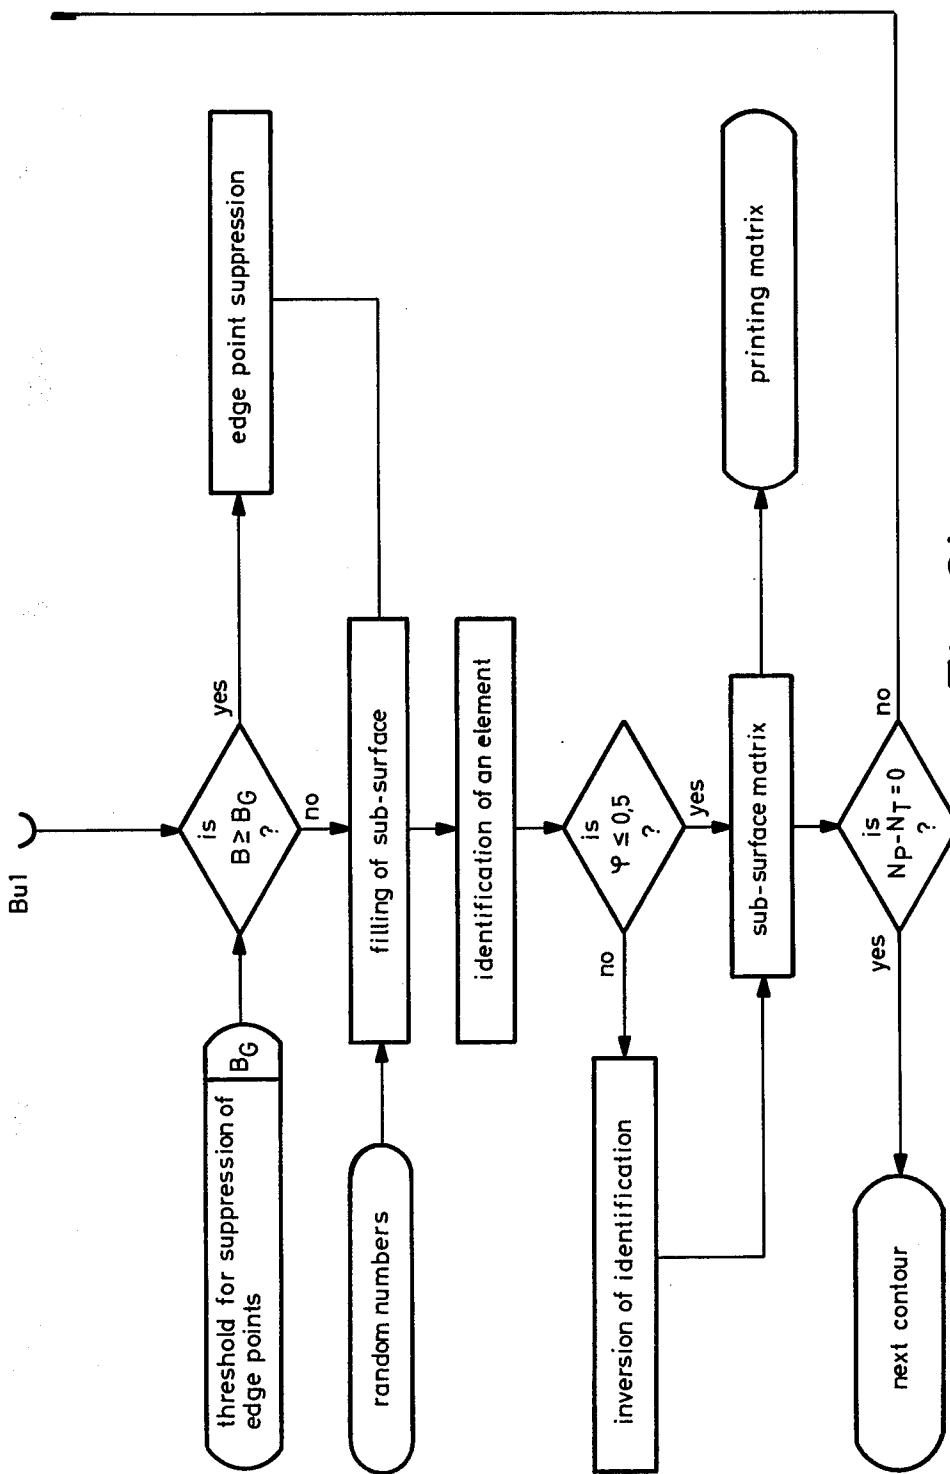 Bul
threshold for suppression of
edge points
B_G
is
B ≥ B_G
?
yes
edge point suppression
no
random numbers
filling of sub-surface
identification of an element
is
φ ≤ 0,5
?
no
yes
inversion of identification
sub-surface matrix
printing matrix
is
N_P-N_T=0
?
yes
no
next contour